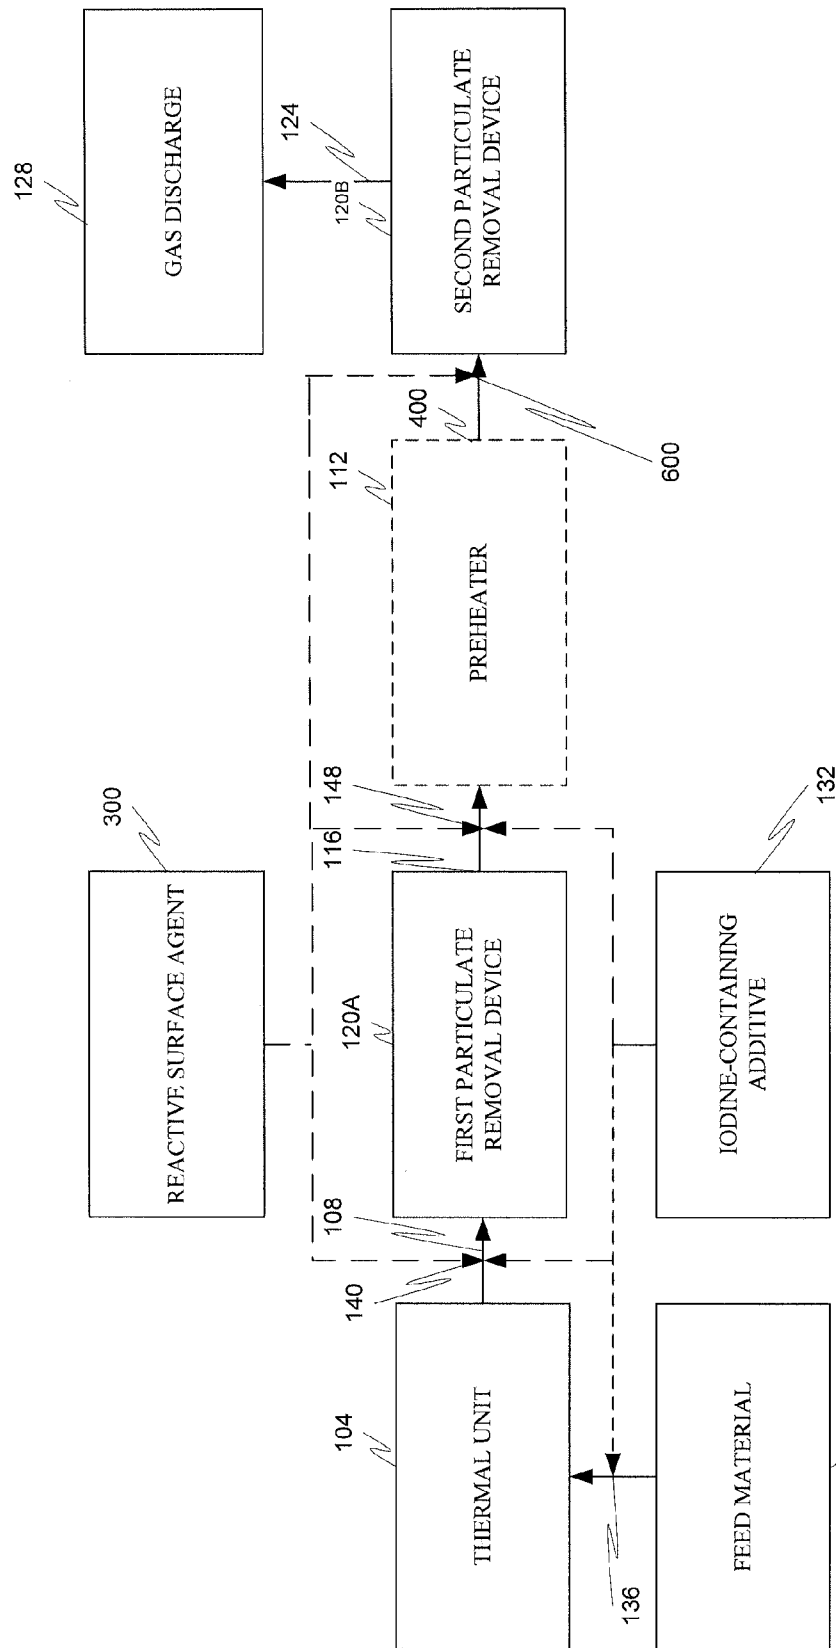 128
GAS DISCHARGE
124
120B
SECOND PARTICULATE
REMOVAL DEVICE
400
600
112
PREHEATER
300
REACTIVE SURFACE AGENT
148
116
120A
FIRST PARTICULATE
REMOVAL DEVICE
132
IODINE-CONTAINING
ADDITIVE
108
140
104
THERMAL UNIT
136
FEED MATERIAL